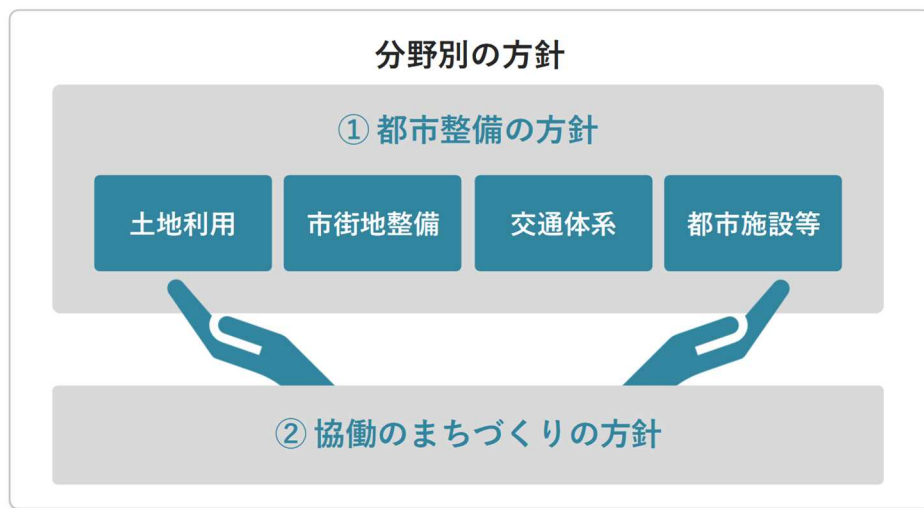 分野別の方針
① 都市整備の方針
土地利用
市街地整備
交通体系
都市施設等
② 協働のまちづくりの方針